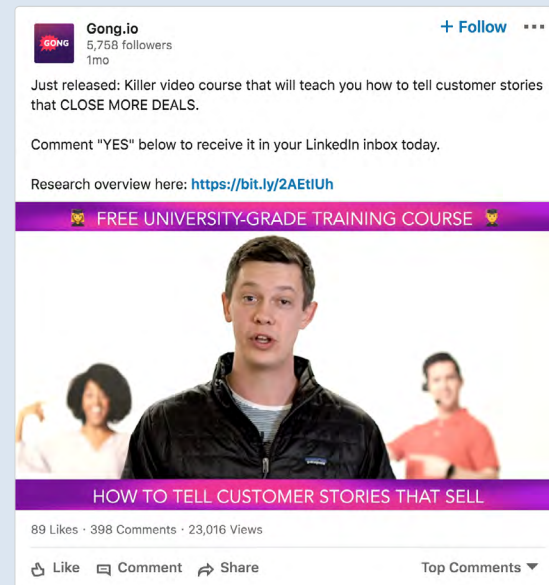 Gong.io
+ Follow
GONG
5,758 followers
1mo
Just released: Killer video course that will teach you how to tell customer stories
that CLOSE MORE DEALS.
Comment "YES" below to receive it in your LinkedIn inbox today.
Research overview here: https://bit.ly/2AEtlUh
FREE UNIVERSITY-GRADE TRAINING COURSE
patagonia
HOW TO TELL CUSTOMER STORIES THAT SELL
89 Likes · 398 Comments · 23,016 Views
Like Comment Share Top Comments